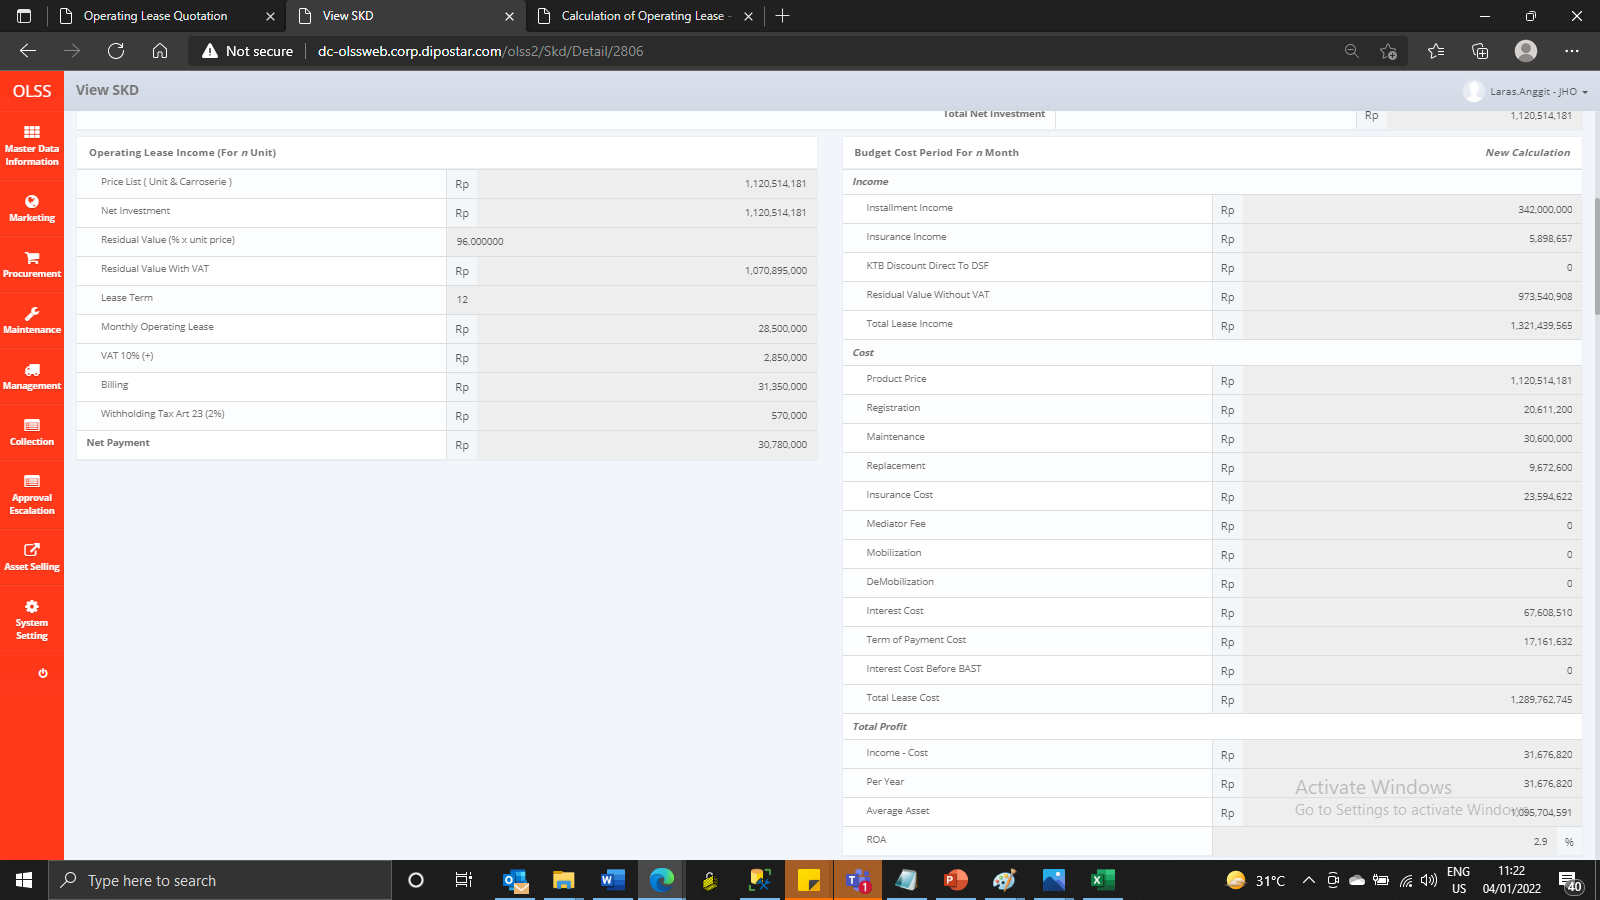 Operating Lease Quotation
View SKD
Calculation of Operating Lease -
Not secure
dc-olssweb.corp.dipostar.com/olss2/Skd/Detail/2806
OLSS
View SKD
Laras.Anggit - JHO
Master Data Information
Marketing
Procurement
Maintenance
Management
Collection
Approval Escalation
Asset Selling
System Setting
Total Net Investment Rp 1,120,514,181
Operating Lease Income (For n Unit)
Price List ( Unit & Carroserie ) Rp 1,120,514,181
Net Investment Rp 1,120,514,181
Residual Value (% x unit price) 96.000000
Residual Value With VAT Rp 1,070,895,000
Lease Term 12
Monthly Operating Lease Rp 28,500,000
VAT 10% (+) Rp 2,850,000
Billing Rp 31,350,000
Withholding Tax Art 23 (2%) Rp 570,000
Net Payment Rp 30,780,000
Budget Cost Period For n Month New Calculation
Income
Installment Income Rp 342,000,000
Insurance Income Rp 5,898,657
KTB Discount Direct To DSF Rp 0
Residual Value Without VAT Rp 973,540,908
Total Lease Income Rp 1,321,439,565
Cost
Product Price Rp 1,120,514,181
Registration Rp 20,611,200
Maintenance Rp 30,600,000
Replacement Rp 9,672,600
Insurance Cost Rp 23,594,622
Mediator Fee Rp 0
Mobilization Rp 0
DeMobilization Rp 0
Interest Cost Rp 67,608,510
Term of Payment Cost Rp 17,161,632
Interest Cost Before BAST Rp 0
Total Lease Cost Rp 1,289,762,745
Total Profit
Income - Cost Rp 31,676,820
Per Year Rp 31,676,820
Average Asset Rp 1,095,704,591
ROA 2.9 %
Activate Windows
Go to Settings to activate Windows.
Type here to search
31°C
ENG
US
11:22
04/01/2022
40